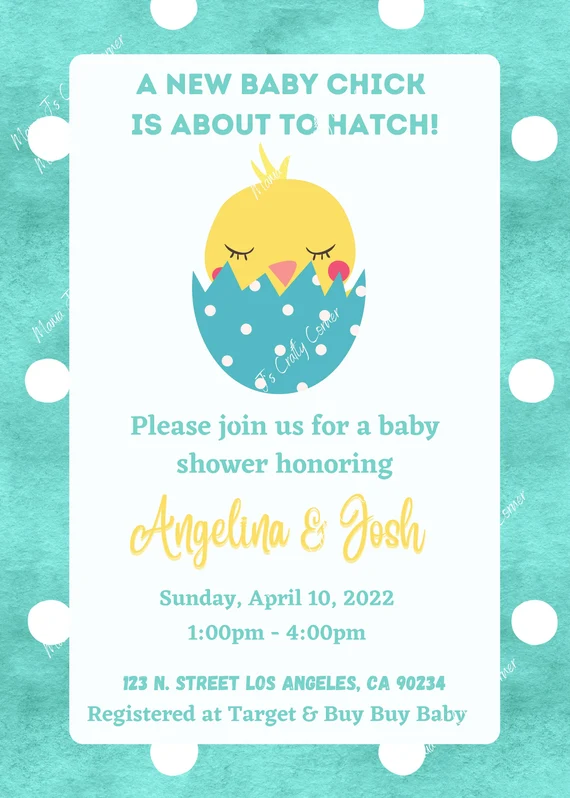 A NEW BABY CHICK
IS ABOUT TO HATCH!
Please join us for a baby
shower honoring
Angelina & Josh
Sunday, April 10, 2022
1:00pm - 4:00pm
123 N. STREET LOS ANGELES, CA 90234
Registered at Target & Buy Buy Baby